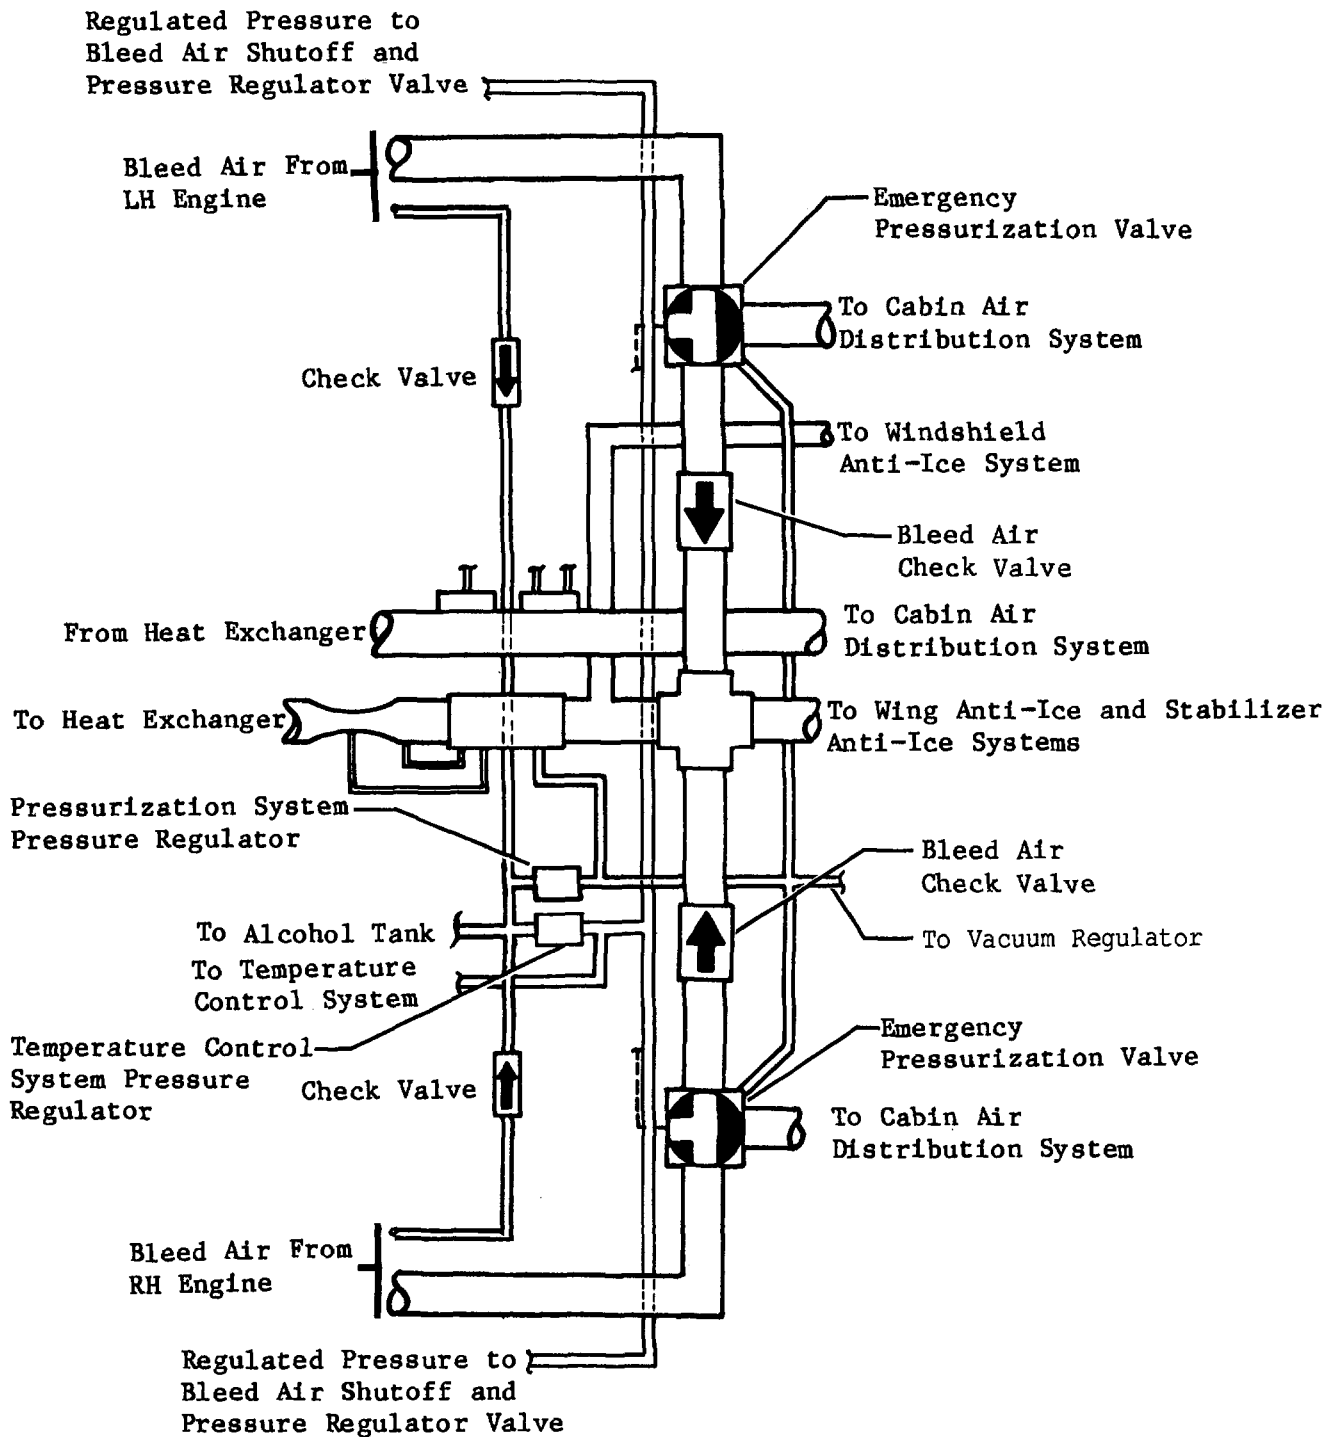 Regulated Pressure to
Bleed Air Shutoff and
Pressure Regulator Valve
Bleed Air From
LH Engine
Emergency
Pressurization Valve
To Cabin Air
Distribution System
Check Valve
To Windshield
Anti-Ice System
Bleed Air
Check Valve
From Heat Exchanger
To Cabin Air
Distribution System
To Heat Exchanger
To Wing Anti-Ice and Stabilizer
Anti-Ice Systems
Pressurization System
Pressure Regulator
Bleed Air
Check Valve
To Alcohol Tank
To Vacuum Regulator
To Temperature
Control System
Temperature Control
System Pressure
Regulator
Check Valve
Emergency
Pressurization Valve
To Cabin Air
Distribution System
Bleed Air From
RH Engine
Regulated Pressure to
Bleed Air Shutoff and
Pressure Regulator Valve